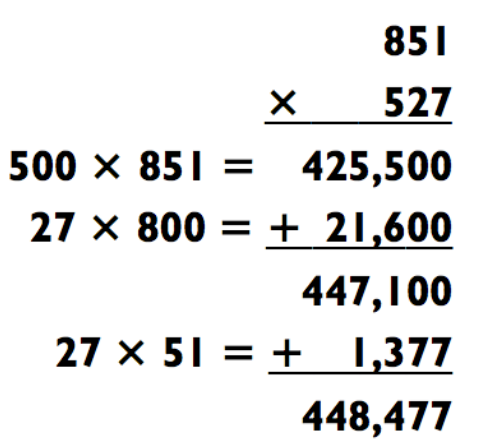 851
× 527
500 × 851 = 425,500
27 × 800 = + 21,600
447,100
27 × 51 = + 1,377
448,477